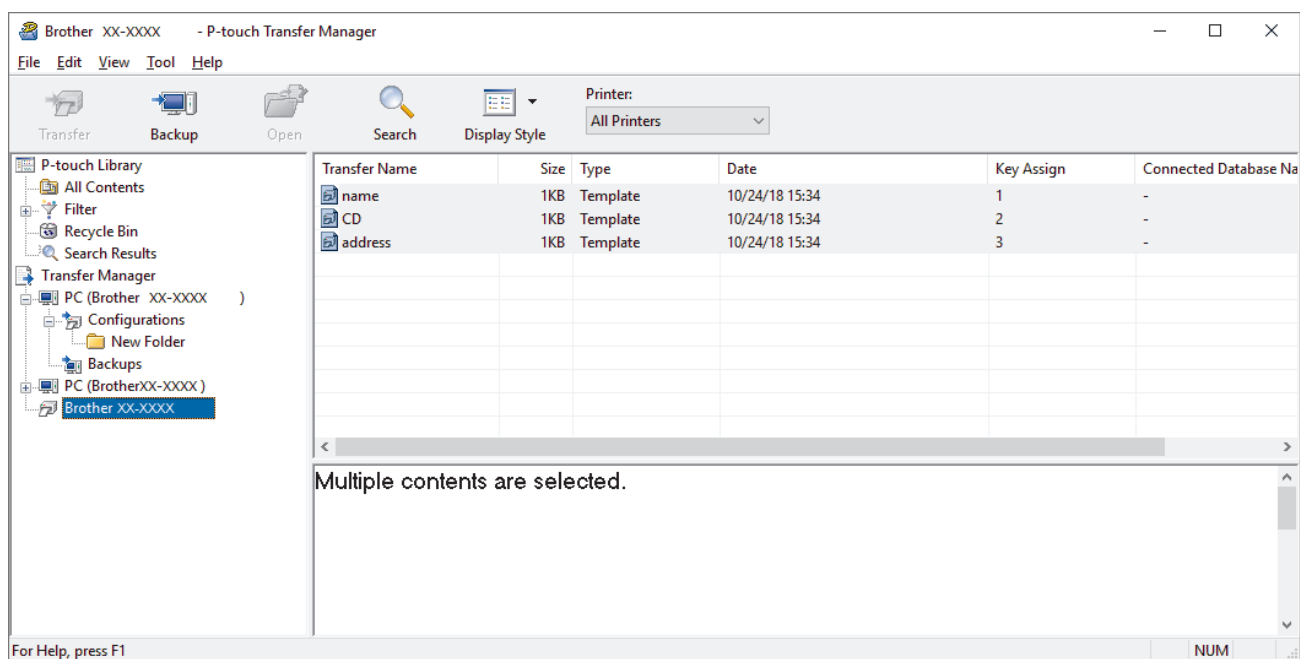 Brother XX-XXXX - P-touch Transfer Manager
File Edit View Tool Help
Transfer Backup Open Search Display Style Printer: All Printers
P-touch Library
All Contents
Filter
Recycle Bin
Search Results
Transfer Manager
PC (Brother XX-XXXX )
Configurations
New Folder
Backups
PC (BrotherXX-XXXX )
Brother XX-XXXX
Transfer Name Size Type Date Key Assign Connected Database Na
name 1KB Template 10/24/18 15:34 1 -
CD 1KB Template 10/24/18 15:34 2 -
address 1KB Template 10/24/18 15:34 3 -
Multiple contents are selected.
For Help, press F1 NUM